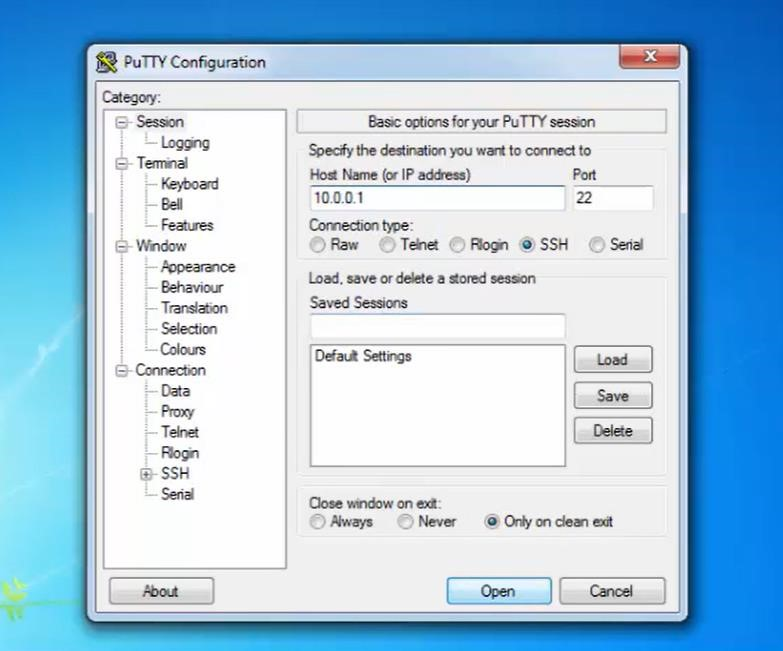 PuTTY Configuration
Category:
Session
Logging
Terminal
Keyboard
Bell
Features
Window
Appearance
Behaviour
Translation
Selection
Colours
Connection
Data
Proxy
Telnet
Rlogin
SSH
Serial
Basic options for your PuTTY session
Specify the destination you want to connect to
Host Name (or IP address) Port
10.0.0.1 22
Connection type:
Raw Telnet Rlogin SSH Serial
Load, save or delete a stored session
Saved Sessions
Default Settings
Load
Save
Delete
Close window on exit:
Always Never Only on clean exit
About Open Cancel